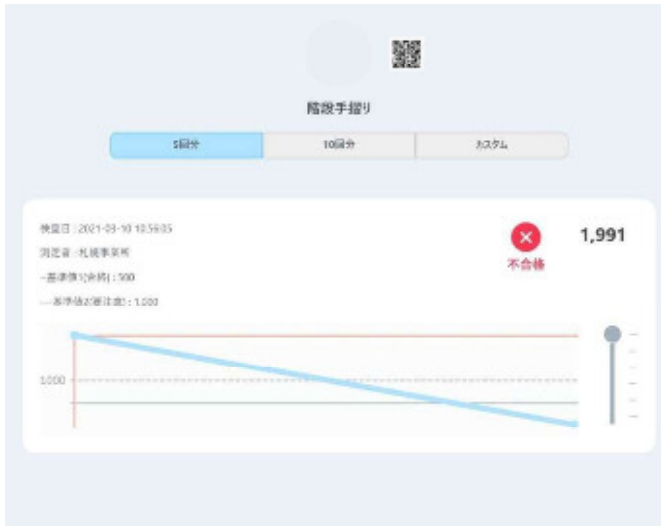 階段手摺り
5回分
10回分
カスタム
検査日 : 2021-03-10 10:56:05
測定者 : 札幌事業所
1,991
不合格
―基準値1(合格) : 500
---基準値2(要注意) : 1,000
1,000